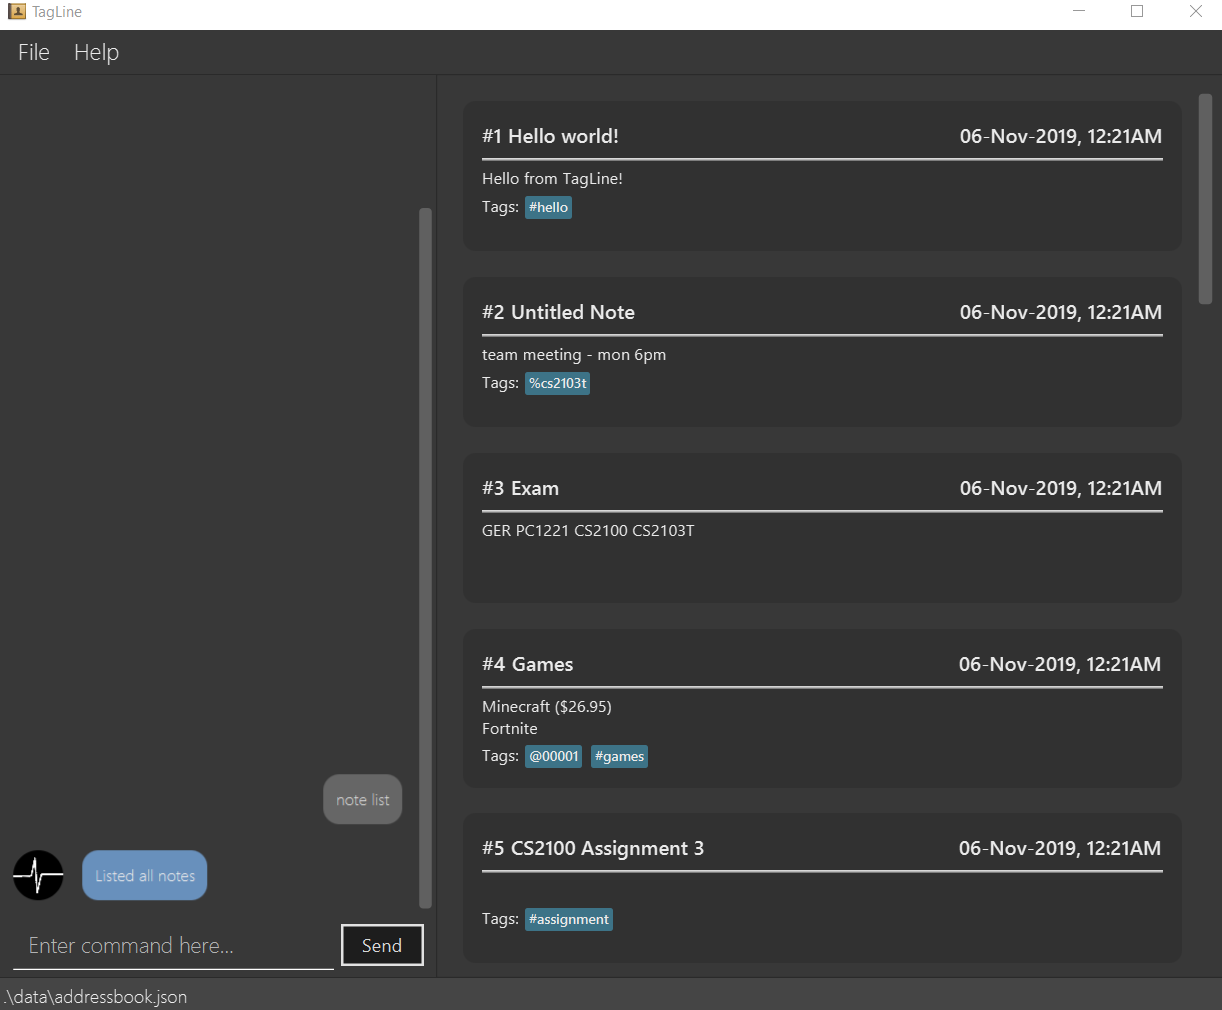 TagLine
File Help
#1 Hello world! 06-Nov-2019, 12:21AM
Hello from TagLine!
Tags: #hello
#2 Untitled Note 06-Nov-2019, 12:21AM
team meeting - mon 6pm
Tags: %cs2103t
#3 Exam 06-Nov-2019, 12:21AM
GER PC1221 CS2100 CS2103T
#4 Games 06-Nov-2019, 12:21AM
Minecraft ($26.95)
Fortnite
Tags: @00001 #games
#5 CS2100 Assignment 3 06-Nov-2019, 12:21AM
Tags: #assignment
note list
Listed all notes
Enter command here...
Send
.\data\addressbook.json